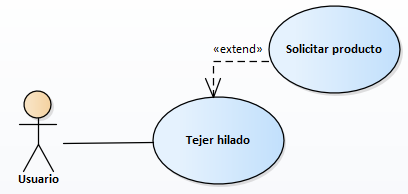 Solicitar producto
«extend»
Tejer hilado
Usuario